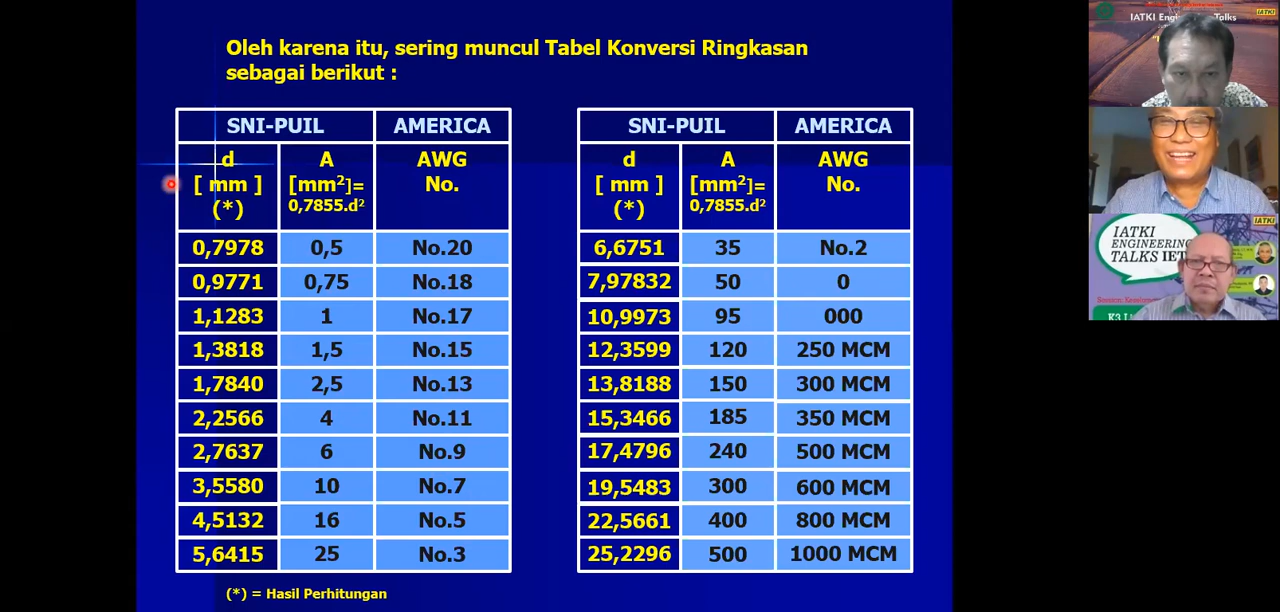 Oleh karena itu, sering muncul Tabel Konversi Ringkasan
sebagai berikut :
SNI-PUIL AMERICA
d A AWG
[ mm ] [mm²]= No.
(*) 0,7855.d²
0,7978 0,5 No.20
0,9771 0,75 No.18
1,1283 1 No.17
1,3818 1,5 No.15
1,7840 2,5 No.13
2,2566 4 No.11
2,7637 6 No.9
3,5580 10 No.7
4,5132 16 No.5
5,6415 25 No.3
SNI-PUIL AMERICA
d A AWG
[ mm ] [mm²]= No.
(*) 0,7855.d²
6,6751 35 No.2
7,97832 50 0
10,9973 95 000
12,3599 120 250 MCM
13,8188 150 300 MCM
15,3466 185 350 MCM
17,4796 240 500 MCM
19,5483 300 600 MCM
22,5661 400 800 MCM
25,2296 500 1000 MCM
(*) = Hasil Perhitungan
IATKI
IATKI
IATKI
ENGINEERING
TALKS